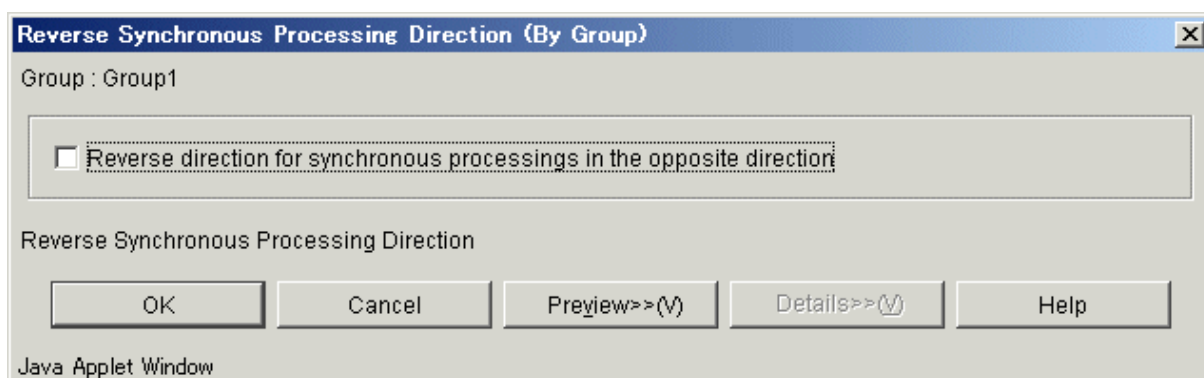 Reverse Synchronous Processing Direction (By Group)
Group : Group1
Reverse direction for synchronous processings in the opposite direction
Reverse Synchronous Processing Direction
OK Cancel Preview>>(V) Details>>(V) Help
Java Applet Window